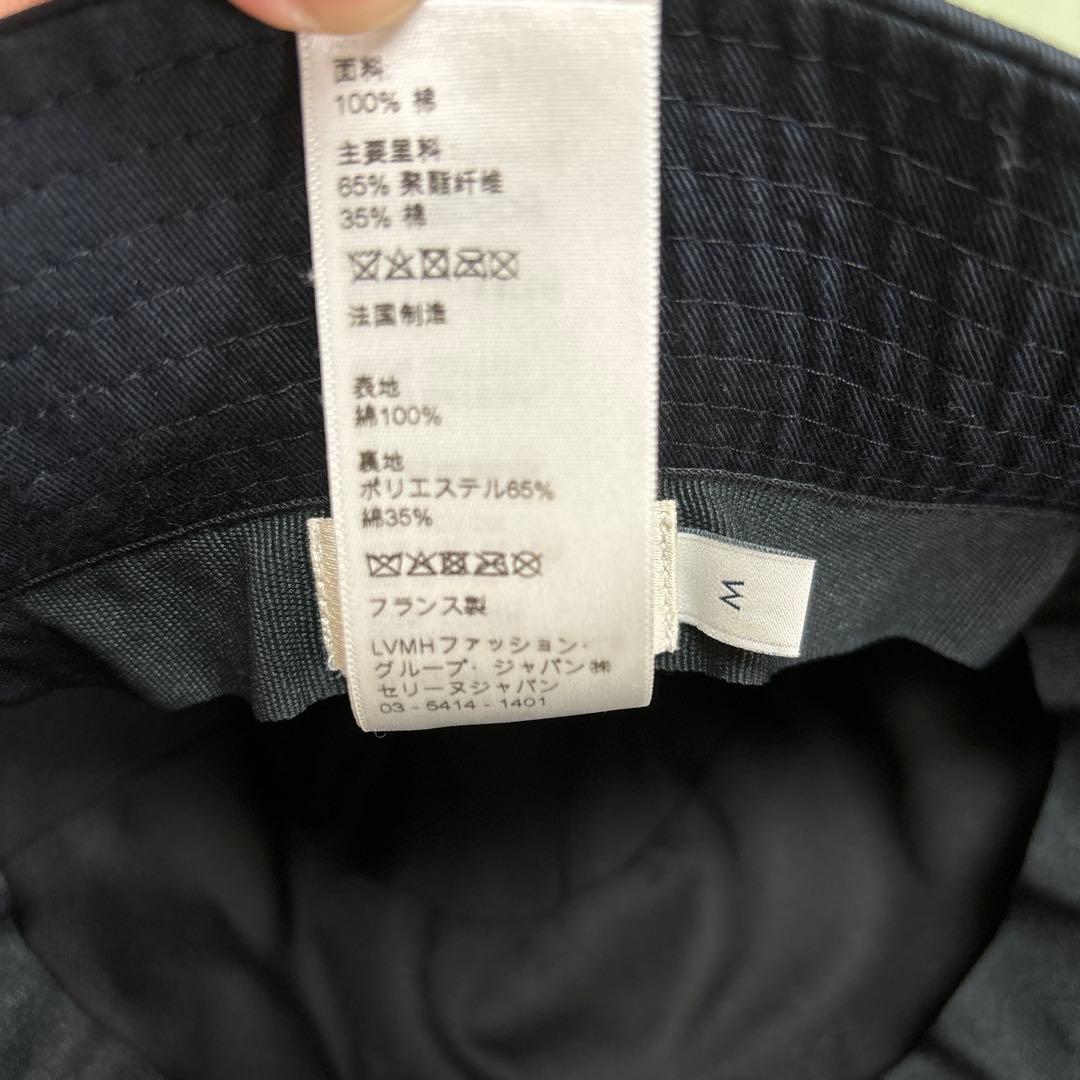 面料
100% 棉
主要里料
65% 聚酯纤维
35% 棉
法国制造
表地
綿100%
裏地
ポリエステル65%
綿35%
フランス製
LVMHファッション·
グループ· ジャパン㈱
セリーヌジャパン
03 - 5414 - 1401
M